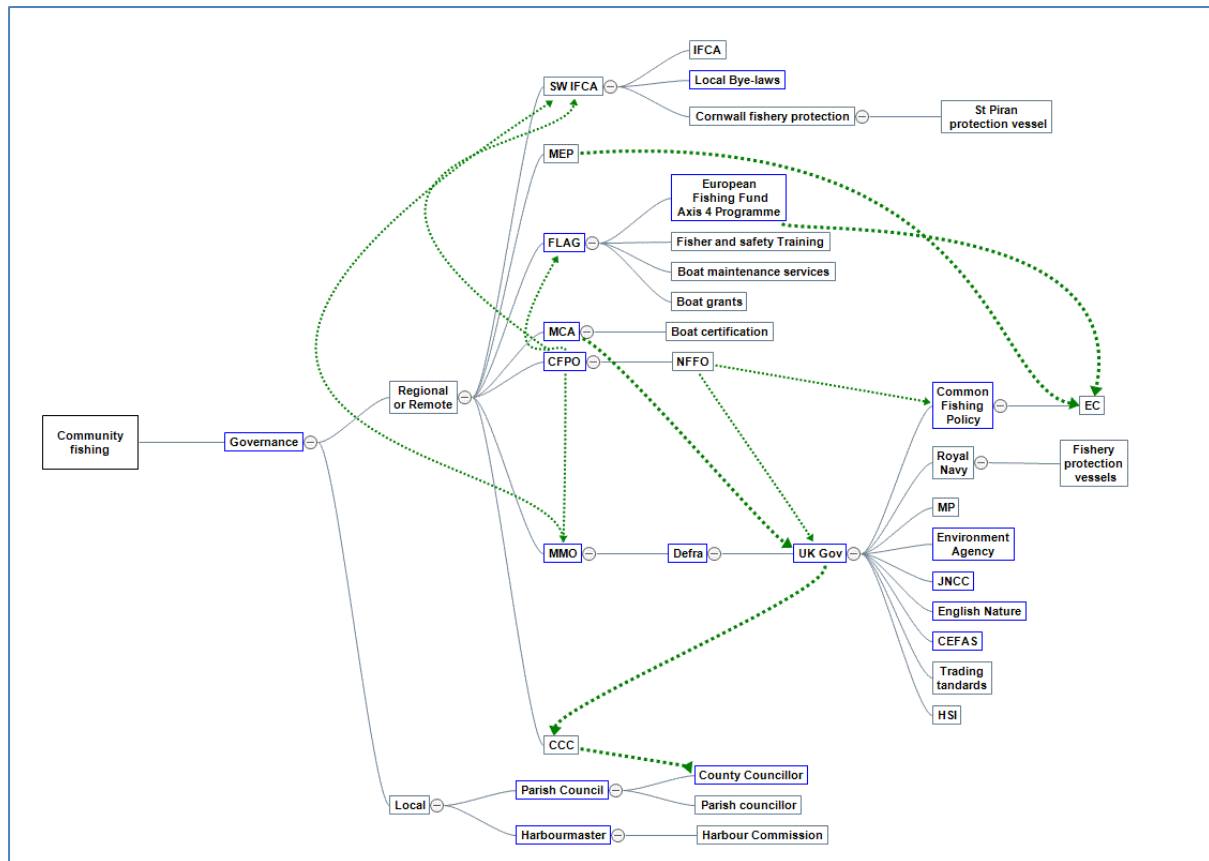 IFCA
SW IFCA
Local Bye-laws
Cornwall fishery protection
St Piran
protection vessel
MEP
European
Fishing Fund
Axis 4 Programme
FLAG
Fisher and safety Training
Boat maintenance services
Boat grants
MCA
Boat certification
CFPO
NFFO
Regional
or Remote
Common
Fishing
Policy
EC
Community
fishing
Governance
Royal
Navy
Fishery
protection
vessels
MP
MMO
Defra
UK Gov
Environment
Agency
JNCC
English Nature
CEFAS
Trading
tandards
HSI
CCC
County Councillor
Parish Council
Local
Parish councillor
Harbourmaster
Harbour Commission